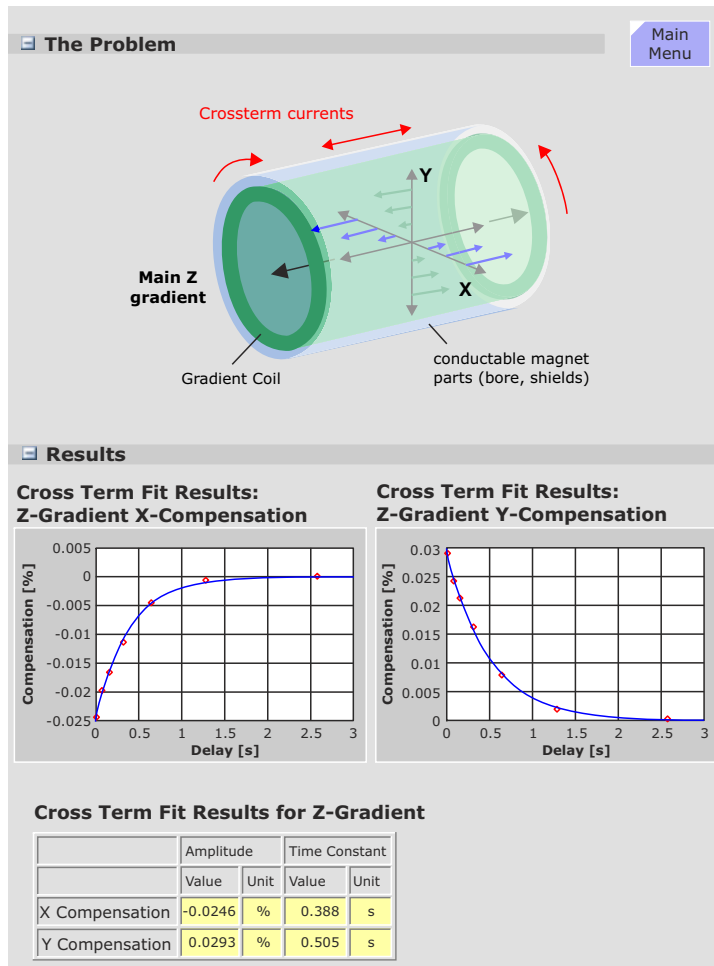 The Problem
Main
Menu
Crossterm currents
Y
X
Main Z
gradient
Gradient Coil
conductable magnet
parts (bore, shields)
Results
Cross Term Fit Results:
Z-Gradient X-Compensation
0.005
0
-0.005
-0.01
-0.015
-0.02
-0.025
Compensation [%]
0 0.5 1 1.5 2 2.5 3
Delay [s]
Cross Term Fit Results:
Z-Gradient Y-Compensation
0.03
0.025
0.02
0.015
0.01
0.005
0
Compensation [%]
0 0.5 1 1.5 2 2.5 3
Delay [s]
Cross Term Fit Results for Z-Gradient
Amplitude Time Constant
Value Unit Value Unit
X Compensation -0.0246 % 0.388 s
Y Compensation 0.0293 % 0.505 s